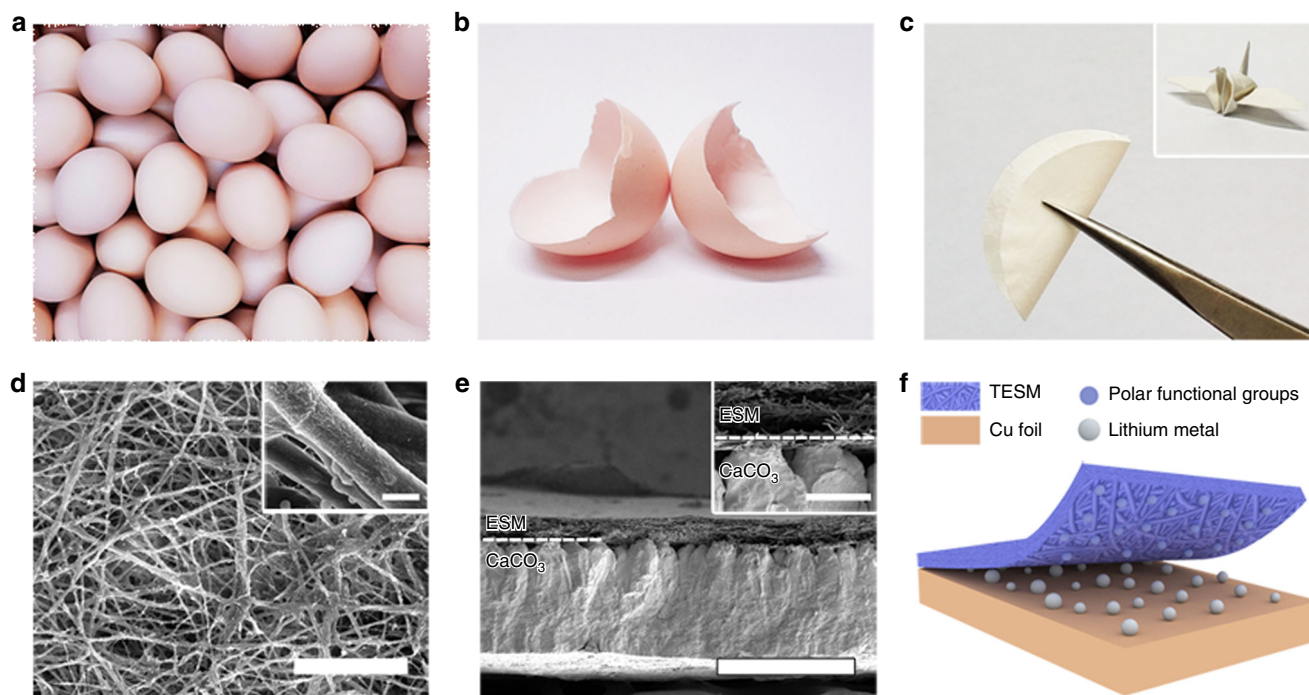 a
b
c
d
ESM
CaCO₃
e
ESM
CaCO₃
f
TESM
Polar functional groups
Cu foil
Lithium metal